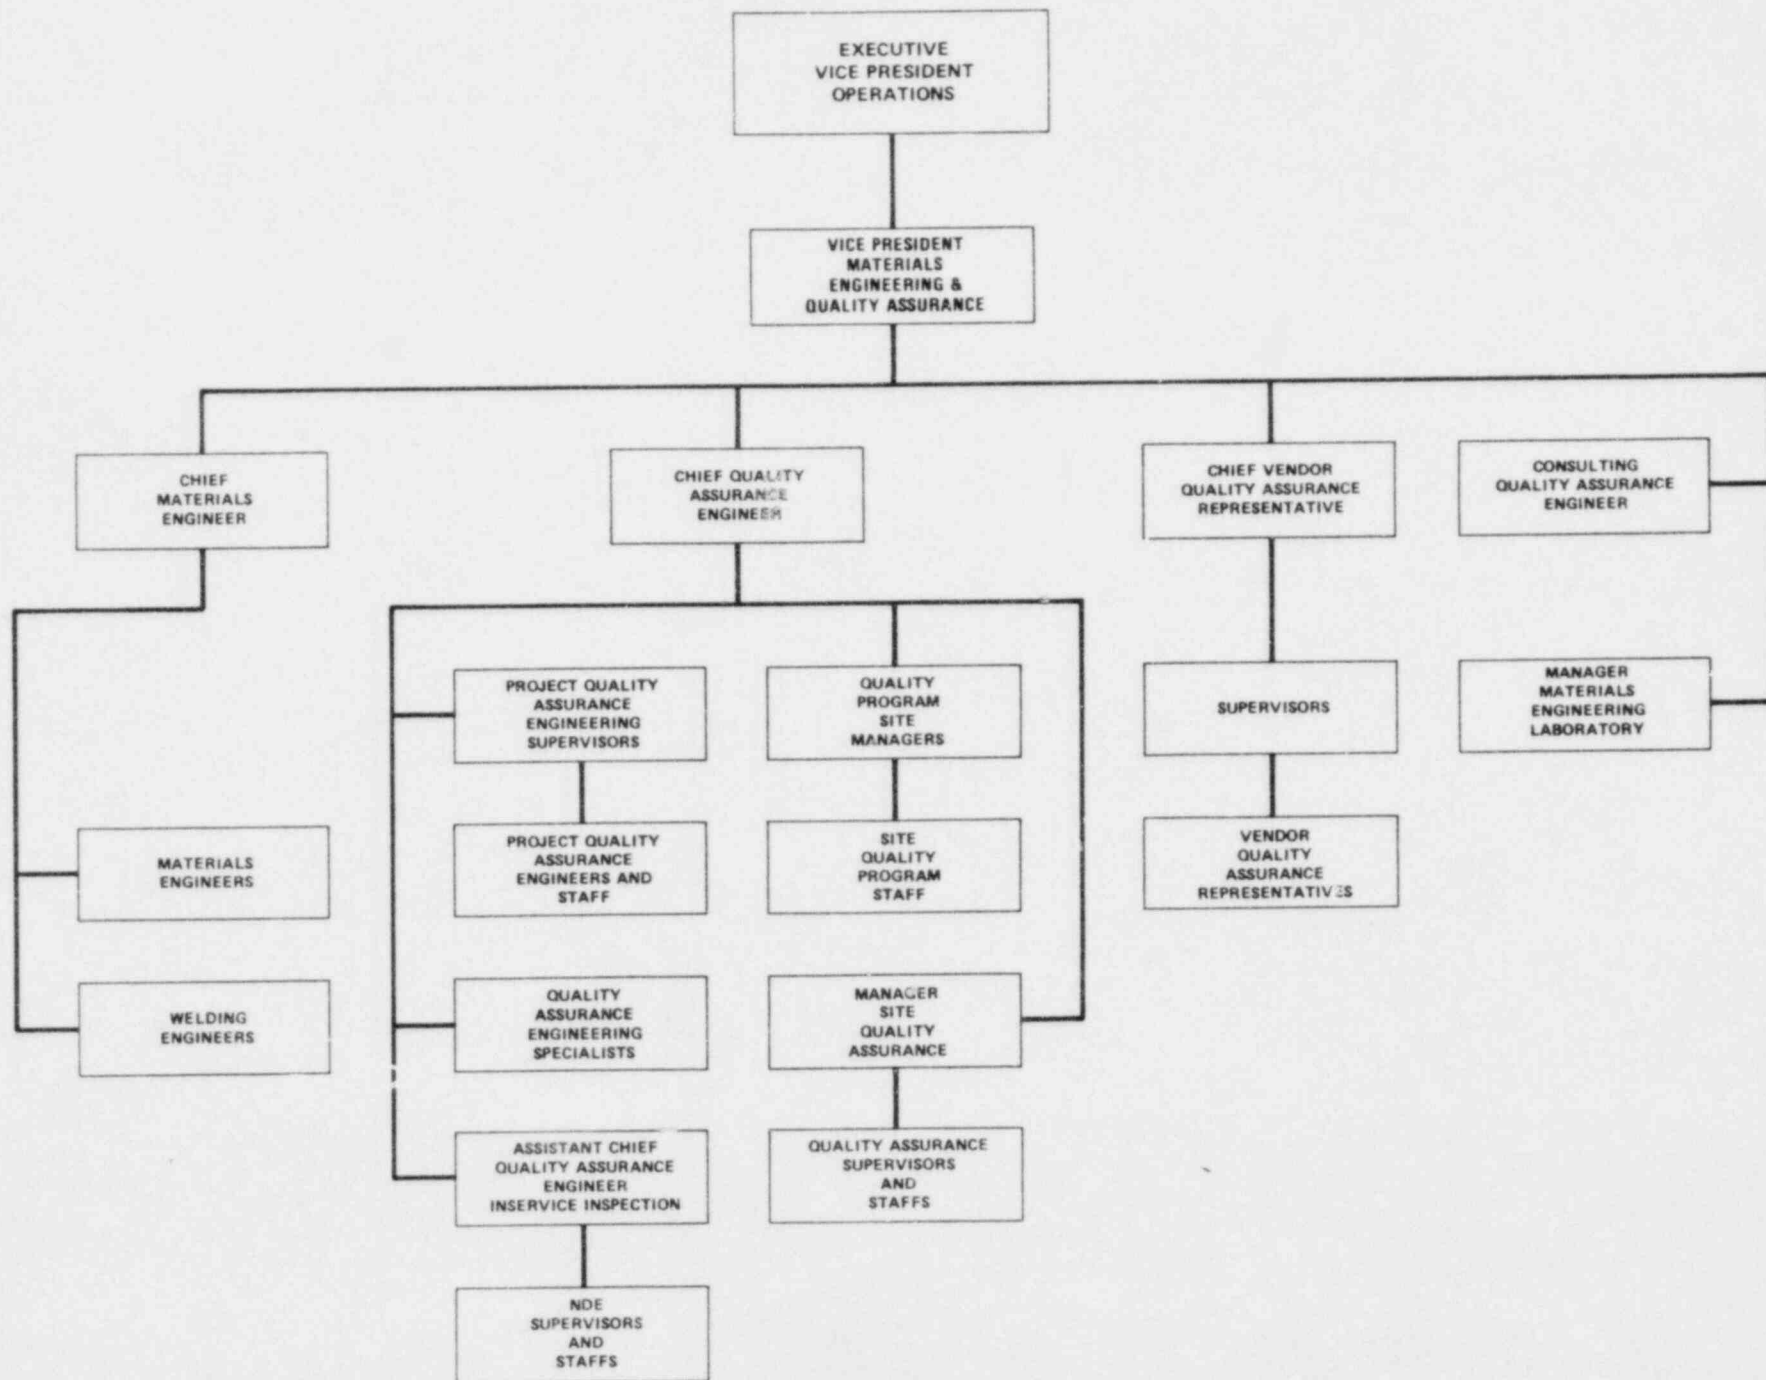 EXECUTIVE
VICE PRESIDENT
OPERATIONS
VICE PRESIDENT
MATERIALS
ENGINEERING &
QUALITY ASSURANCE
CHIEF
MATERIALS
ENGINEER
CHIEF QUALITY
ASSURANCE
ENGINEER
CHIEF VENDOR
QUALITY ASSURANCE
REPRESENTATIVE
CONSULTING
QUALITY ASSURANCE
ENGINEER
PROJECT QUALITY
ASSURANCE
ENGINEERING
SUPERVISORS
QUALITY
PROGRAM
SITE
MANAGERS
SUPERVISORS
MANAGER
MATERIALS
ENGINEERING
LABORATORY
MATERIALS
ENGINEERS
PROJECT QUALITY
ASSURANCE
ENGINEERS AND
STAFF
SITE
QUALITY
PROGRAM
STAFF
VENDOR
QUALITY
ASSURANCE
REPRESENTATIVES
WELDING
ENGINEERS
QUALITY
ASSURANCE
ENGINEERING
SPECIALISTS
MANAGER
SITE
QUALITY
ASSURANCE
ASSISTANT CHIEF
QUALITY ASSURANCE
ENGINEER
INSERVICE INSPECTION
QUALITY ASSURANCE
SUPERVISORS
AND
STAFFS
NDE
SUPERVISORS
AND
STAFFS